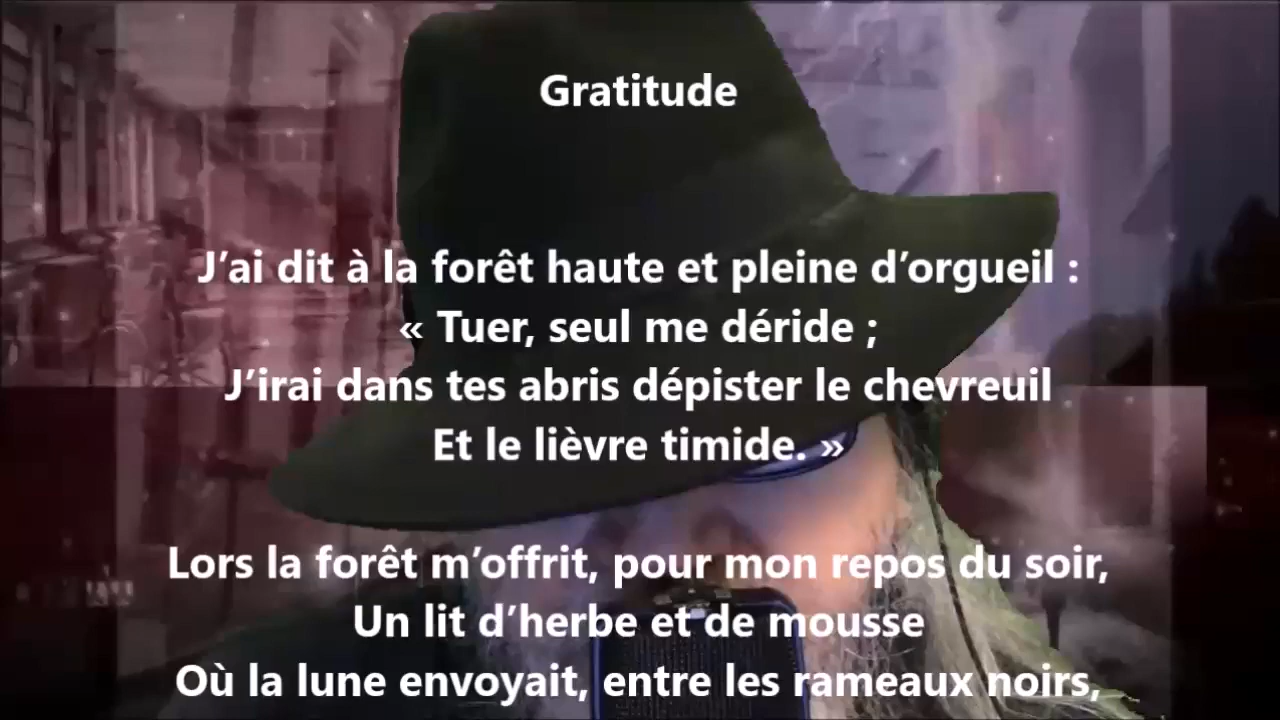 Gratitude
J’ai dit à la forêt haute et pleine d’orgueil :
« Tuer, seul me déride ;
J’irai dans tes abris dépister le chevreuil
Et le lièvre timide. »
Lors la forêt m’offrit, pour mon repos du soir,
Un lit d’herbe et de mousse
Où la lune envoyait, entre les rameaux noirs,